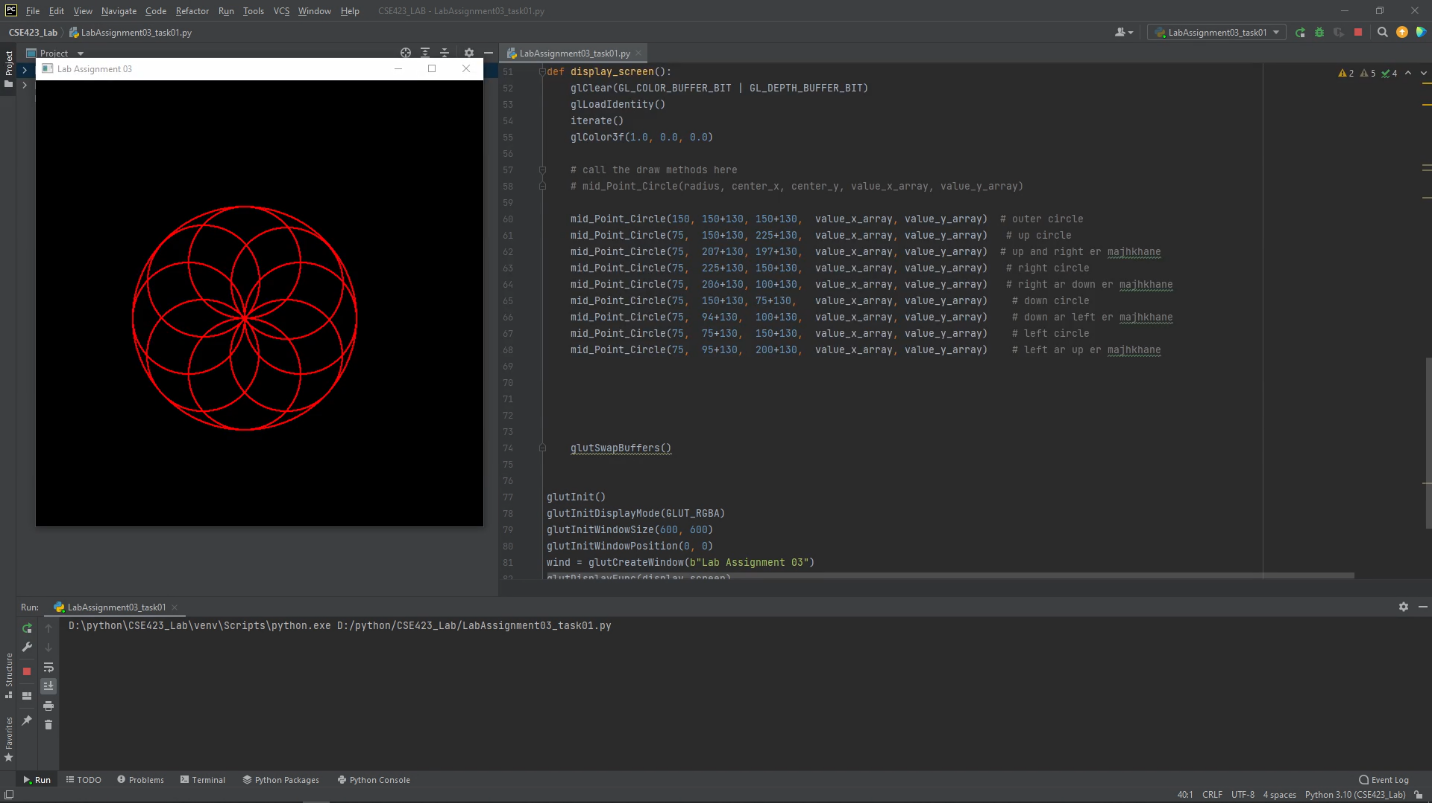 File Edit View Navigate Code Refactor Run Tools VCS Window Help CSE423_LAB - LabAssignment03_task01.py
CSE423_Lab LabAssignment03_task01.py LabAssignment03_task01
Project
Project
LabAssignment03_task01.py
Lab Assignment 03
2 5 4
51 def display_screen():
52 glClear(GL_COLOR_BUFFER_BIT | GL_DEPTH_BUFFER_BIT)
53 glLoadIdentity()
54 iterate()
55 glColor3f(1.0, 0.0, 0.0)
56
57 # call the draw methods here
58 # mid_Point_Circle(radius, center_x, center_y, value_x_array, value_y_array)
59
60 mid_Point_Circle(150, 150+130, 150+130, value_x_array, value_y_array) # outer circle
61 mid_Point_Circle(75, 150+130, 225+130, value_x_array, value_y_array) # up circle
62 mid_Point_Circle(75, 207+130, 197+130, value_x_array, value_y_array) # up and right er majhkhane
63 mid_Point_Circle(75, 225+130, 150+130, value_x_array, value_y_array) # right circle
64 mid_Point_Circle(75, 206+130, 100+130, value_x_array, value_y_array) # right ar down er majhkhane
65 mid_Point_Circle(75, 150+130, 75+130, value_x_array, value_y_array) # down circle
66 mid_Point_Circle(75, 94+130, 100+130, value_x_array, value_y_array) # down ar left er majhkhane
67 mid_Point_Circle(75, 75+130, 150+130, value_x_array, value_y_array) # left circle
68 mid_Point_Circle(75, 95+130, 200+130, value_x_array, value_y_array) # left ar up er majhkhane
69
70
71
72
73
74 glutSwapBuffers()
75
76
77 glutInit()
78 glutInitDisplayMode(GLUT_RGBA)
79 glutInitWindowSize(600, 600)
80 glutInitWindowPosition(0, 0)
81 wind = glutCreateWindow(b"Lab Assignment 03")
82 glutDisplayFunc(display_screen)
Run: LabAssignment03_task01
D:\python\CSE423_Lab\venv\Scripts\python.exe D:/python/CSE423_Lab/LabAssignment03_task01.py
Structure
Favorites
Run TODO Problems Terminal Python Packages Python Console Event Log
40:1 CRLF UTF-8 4 spaces Python 3.10 (CSE423_Lab)